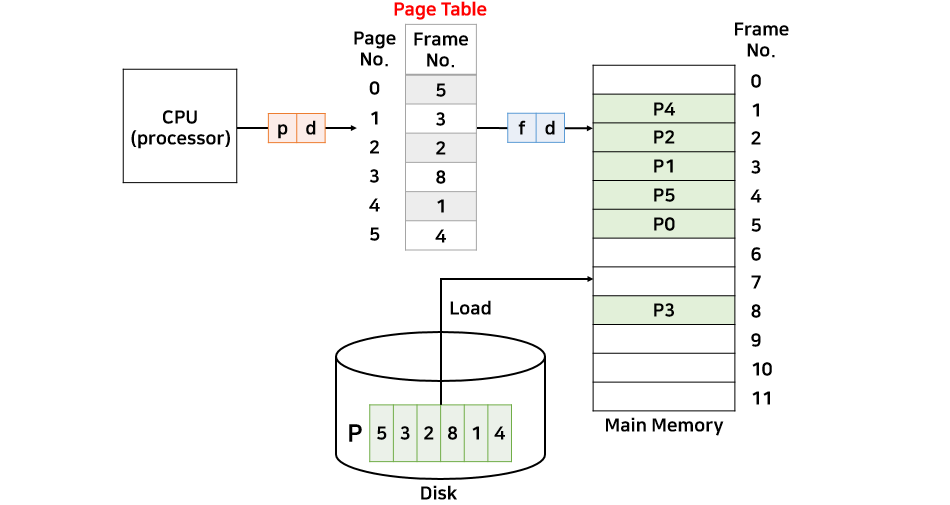 Page Table
Page
No.
Frame
No.
0 5
1 3
2 2
3 8
4 1
5 4
CPU
(processor)
p d
f d
Frame
No.
0
P4 1
P2 2
P1 3
P5 4
P0 5
6
7
P3 8
9
10
11
Main Memory
Load
P 5 3 2 8 1 4
Disk